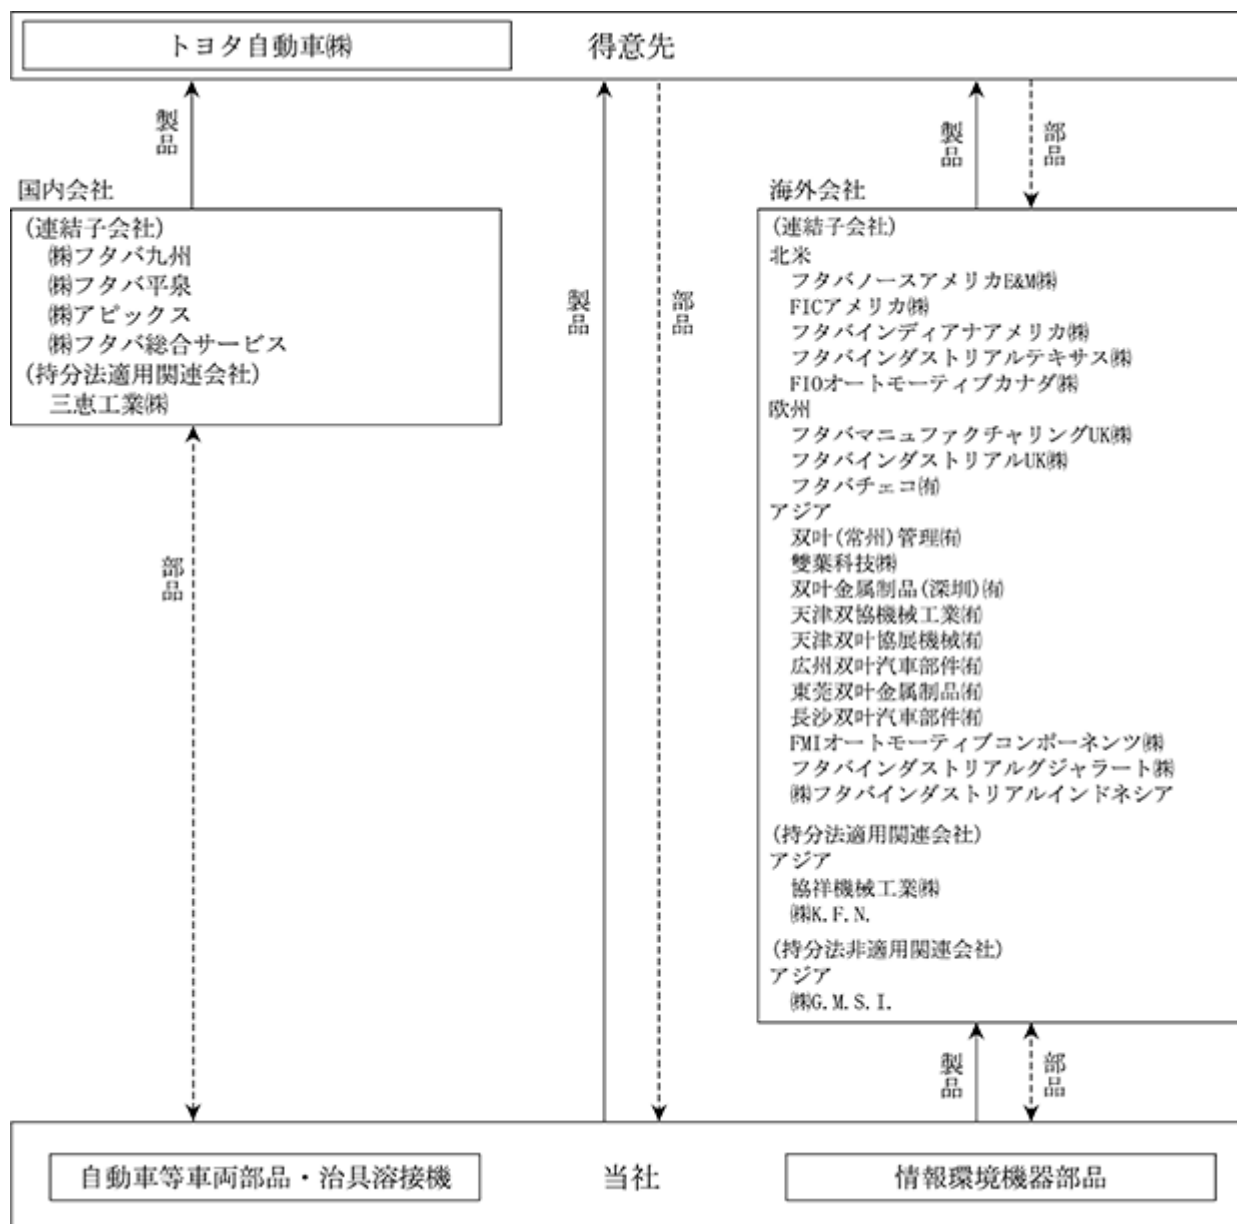 トヨタ自動車㈱
得意先
製品
製品
部品
国内会社
海外会社
(連結子会社)
㈱フタバ九州
㈱フタバ平泉
㈱アピックス
㈱フタバ総合サービス
(持分法適用関連会社)
三恵工業㈱
製品
部品
(連結子会社)
北米
フタバノースアメリカE&M㈱
FICアメリカ㈱
フタバインディアナアメリカ㈱
フタバインダストリアルテキサス㈱
FIOオートモーティブカナダ㈱
欧州
フタバマニュファクチャリングUK㈱
フタバインダストリアルUK㈱
フタバチェコ㈲
アジア
双叶(常州)管理㈲
雙葉科技㈱
双叶金属制品(深圳)㈲
天津双協機械工業㈲
天津双叶協展機械㈲
広州双叶汽車部件㈲
東莞双叶金属制品㈲
長沙双叶汽車部件㈲
FMIオートモーティブコンポーネンツ㈱
フタバインダストリアルグジャラート㈱
㈱フタバインダストリアルインドネシア
(持分法適用関連会社)
アジア
協祥機械工業㈱
㈱K.F.N.
(持分法非適用関連会社)
アジア
㈱G.M.S.I.
部品
製品
部品
自動車等車両部品・治具溶接機
当社
情報環境機器部品